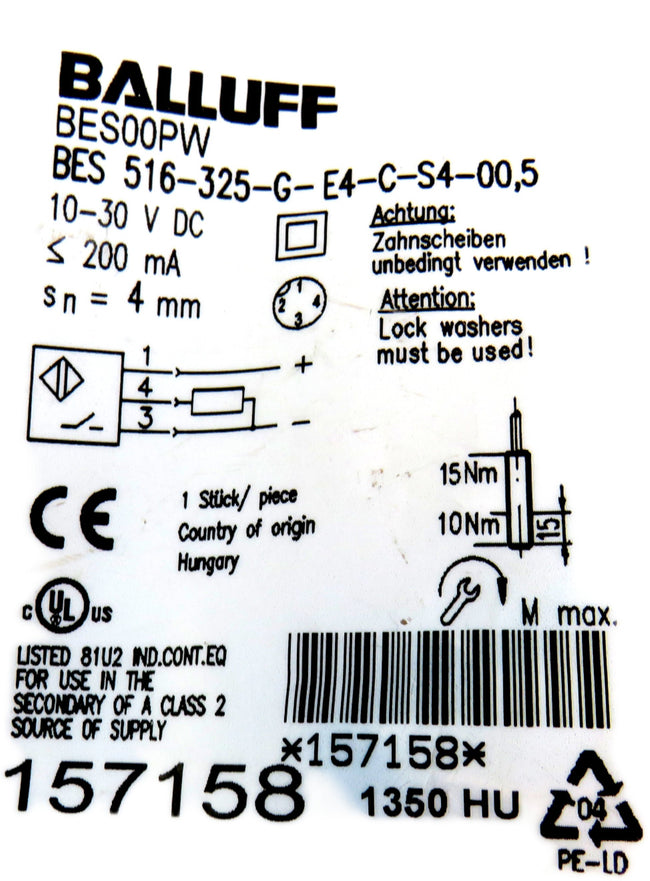 BALLUFF
BES00PW
BES 516-325-G- E4-C-S4-00,5
10-30 V DC
≤ 200 mA
sn = 4 mm
1
2 4
3
Achtung:
Zahnscheiben
unbedingt verwenden !
Attention:
Lock washers
must be used!
1 +
4
3 −
15Nm
10Nm
15
M max.
CE
1 Stück/ piece
Country of origin
Hungary
c UL us
LISTED 81U2 IND.CONT.EQ
FOR USE IN THE
SECONDARY OF A CLASS 2
SOURCE OF SUPPLY
*157158*
157158
1350 HU
04
PE-LD